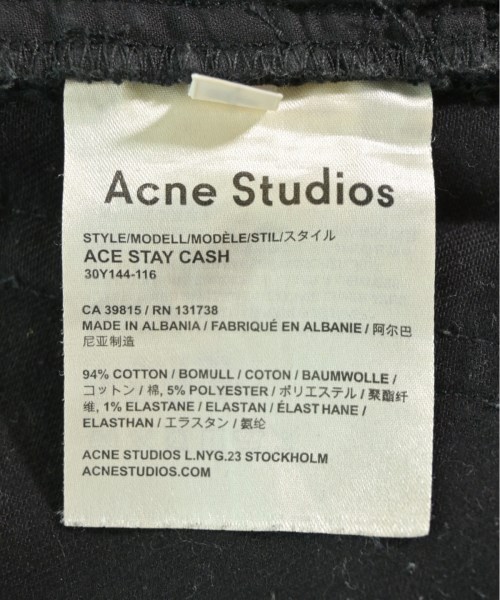 Acne Studios
STYLE/MODELL/MODÈLE/STIL/スタイル
ACE STAY CASH
30Y144-116
CA 39815 / RN 131738
MADE IN ALBANIA / FABRIQUÉ EN ALBANIE / 阿尔巴
尼亚制造
94% COTTON / BOMULL / COTON / BAUMWOLLE /
コットン / 棉, 5% POLYESTER / ポリエステル / 聚酯纤
维, 1% ELASTANE / ELASTAN / ÉLASTHANE /
ELASTHAN / エラスタン / 氨纶
ACNE STUDIOS L.NYG.23 STOCKHOLM
ACNESTUDIOS.COM